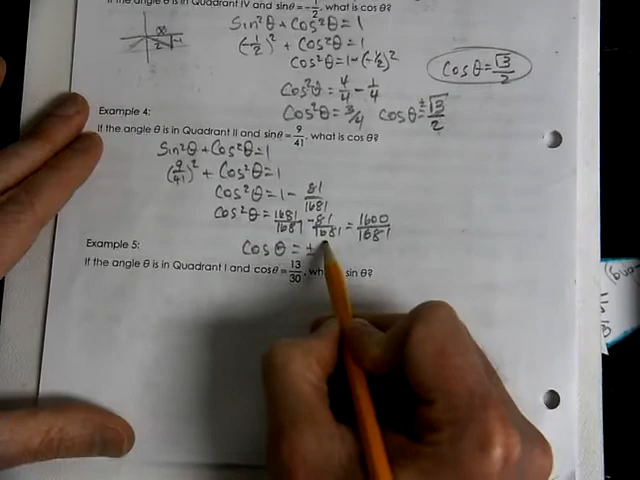 If the angle θ is in Quadrant IV and sinθ = -1/2, what is cos θ?
Sin²θ + Cos²θ = 1
(-1/2)² + Cos²θ = 1
Cos²θ = 1 - (-1/2)²
Cos²θ = 4/4 - 1/4
Cos²θ = 3/4 Cosθ = ±√3/2
Cosθ = √3/2
Example 4:
If the angle θ is in Quadrant II and sinθ = 9/41, what is cos θ?
Sin²θ + Cos²θ = 1
(9/41)² + Cos²θ = 1
Cos²θ = 1 - 81/1681
Cos²θ = 1681/1681 - 81/1681 = 1600/1681
Cos θ = ±
Example 5:
If the angle θ is in Quadrant I and cosθ = 13/30, sin θ?